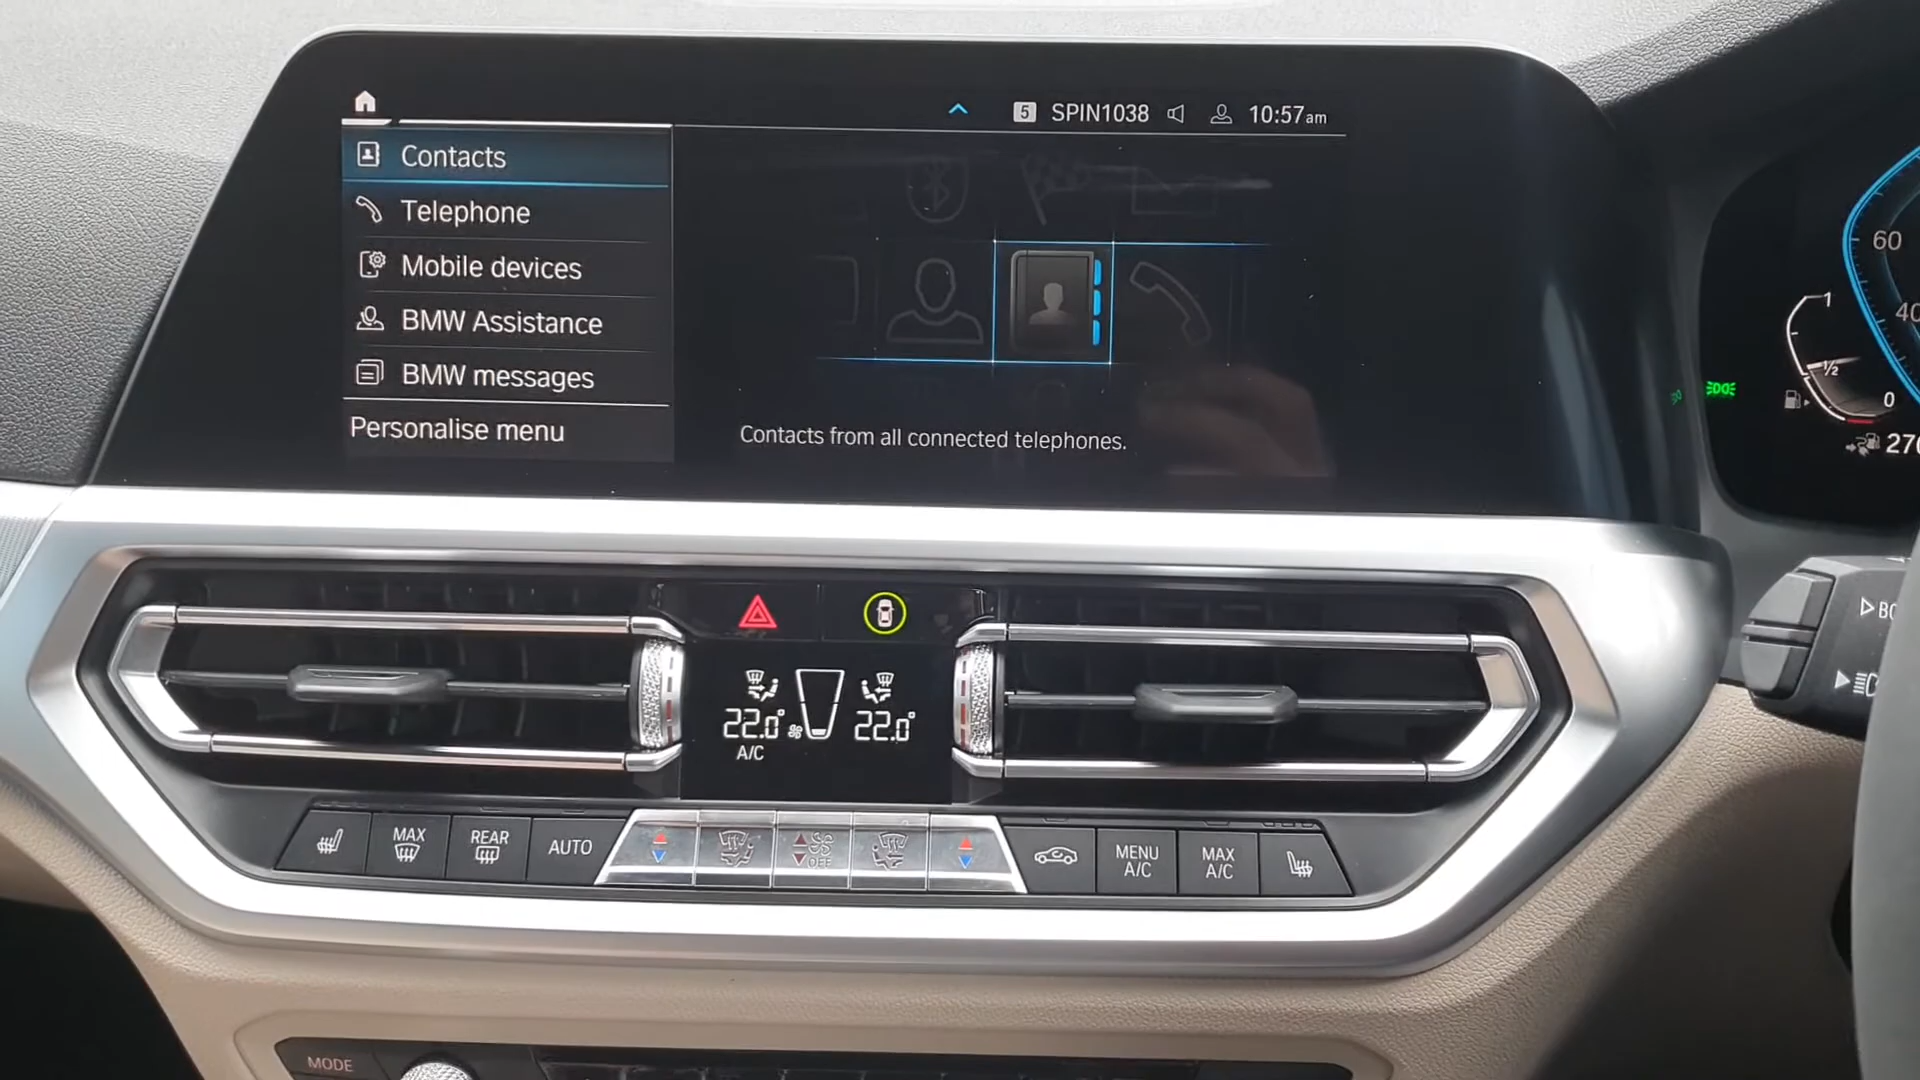 5 SPIN1038 10:57am
Contacts
Telephone
Mobile devices
BMW Assistance
BMW messages
Personalise menu
Contacts from all connected telephones.
60
40
1
1/2
0
270
22.0° 22.0°
A/C
MAX
REAR
AUTO
OFF
MENU
A/C
MAX
A/C
MODE